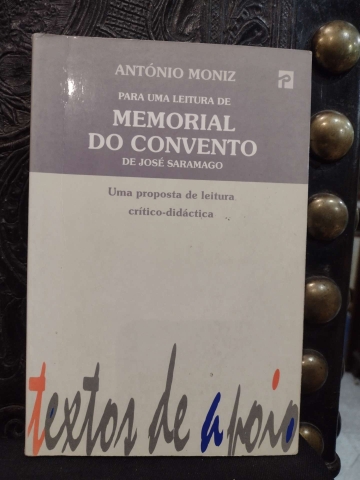 ANTÓNIO MONIZ
P
PARA UMA LEITURA DE
MEMORIAL
DO CONVENTO
DE JOSÉ SARAMAGO
Uma proposta de leitura
crítico-didáctica
textos de apoio